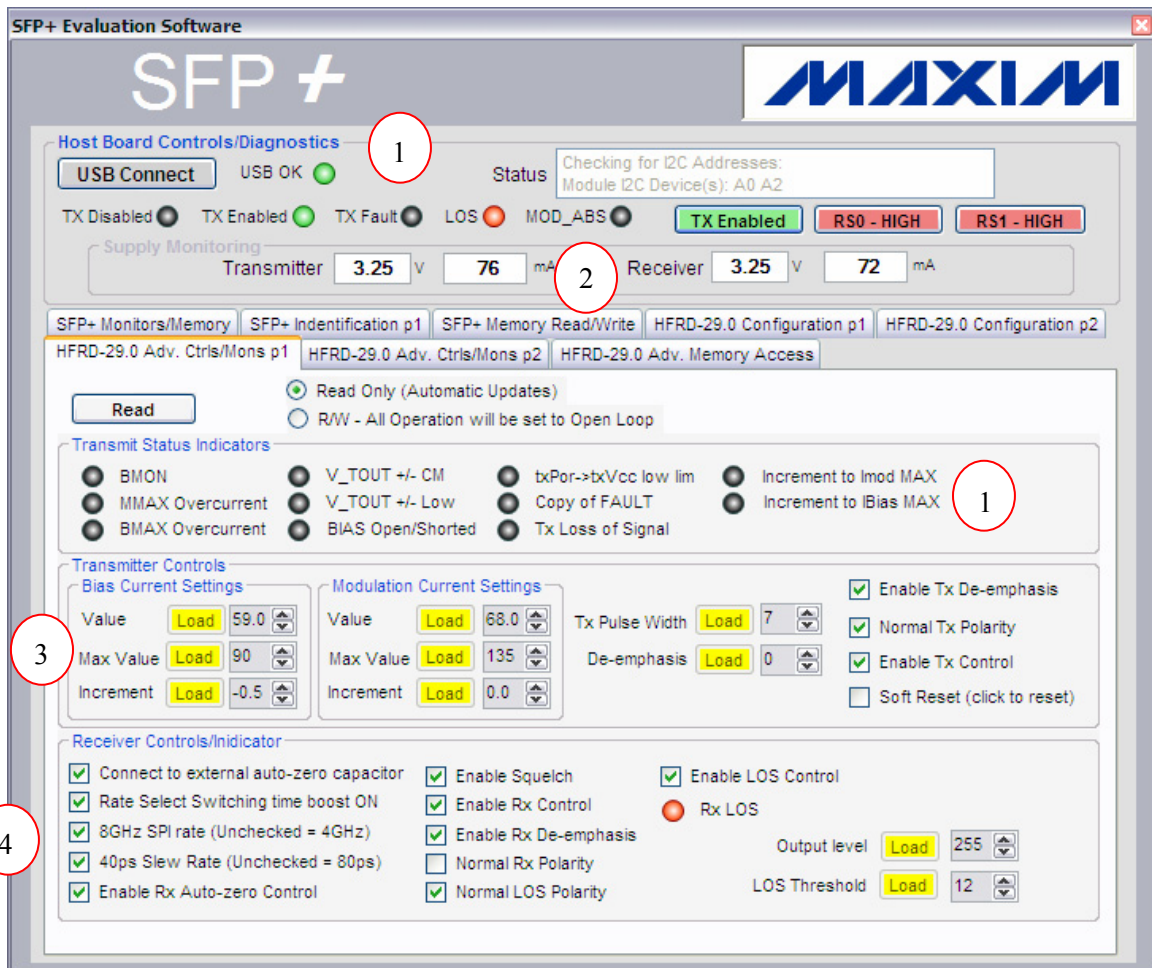 SFP+ Evaluation Software
SFP +
MAXIM
Host Board Controls/Diagnostics
1
USB Connect USB OK Status Checking for I2C Addresses:
Module I2C Device(s): A0 A2
TX Disabled TX Enabled TX Fault LOS MOD_ABS TX Enabled RS0 - HIGH RS1 - HIGH
Supply Monitoring
Transmitter 3.25 V 76 mA 2 Receiver 3.25 V 72 mA
SFP+ Monitors/Memory SFP+ Indentification p1 SFP+ Memory Read/Write HFRD-29.0 Configuration p1 HFRD-29.0 Configuration p2
HFRD-29.0 Adv. Ctrls/Mons p1 HFRD-29.0 Adv. Ctrls/Mons p2 HFRD-29.0 Adv. Memory Access
Read Read Only (Automatic Updates)
R/W - All Operation will be set to Open Loop
Transmit Status Indicators
BMON V_TOUT +/- CM txPor->txVcc low lim Increment to Imod MAX
MMAX Overcurrent V_TOUT +/- Low Copy of FAULT Increment to IBias MAX 1
BMAX Overcurrent BIAS Open/Shorted Tx Loss of Signal
Transmitter Controls
Bias Current Settings Modulation Current Settings Enable Tx De-emphasis
Value Load 59.0 Value Load 68.0 Tx Pulse Width Load 7 Normal Tx Polarity
3 Max Value Load 90 Max Value Load 135 De-emphasis Load 0 Enable Tx Control
Increment Load -0.5 Increment Load 0.0 Soft Reset (click to reset)
Receiver Controls/Inidicator
Connect to external auto-zero capacitor Enable Squelch Enable LOS Control
Rate Select Switching time boost ON Enable Rx Control Rx LOS
4 8GHz SPI rate (Unchecked = 4GHz) Enable Rx De-emphasis Output level Load 255
40ps Slew Rate (Unchecked = 80ps) Normal Rx Polarity
Enable Rx Auto-zero Control Normal LOS Polarity LOS Threshold Load 12